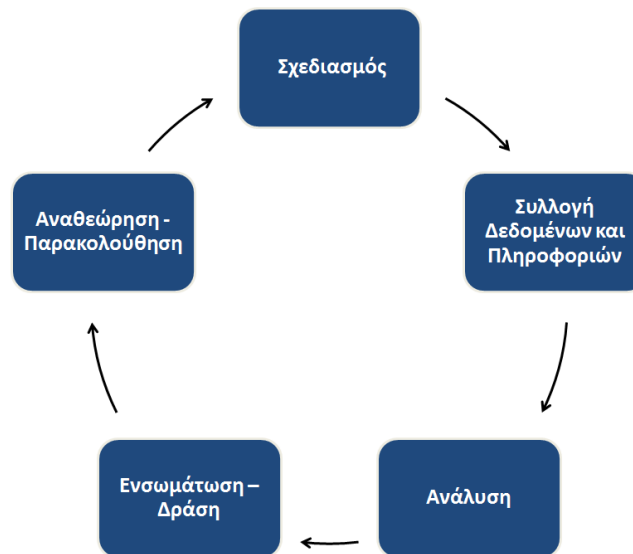 Σχεδιασμός
Συλλογή
Δεδομένων και
Πληροφοριών
Ανάλυση
Ενσωμάτωση –
Δράση
Αναθεώρηση -
Παρακολούθηση